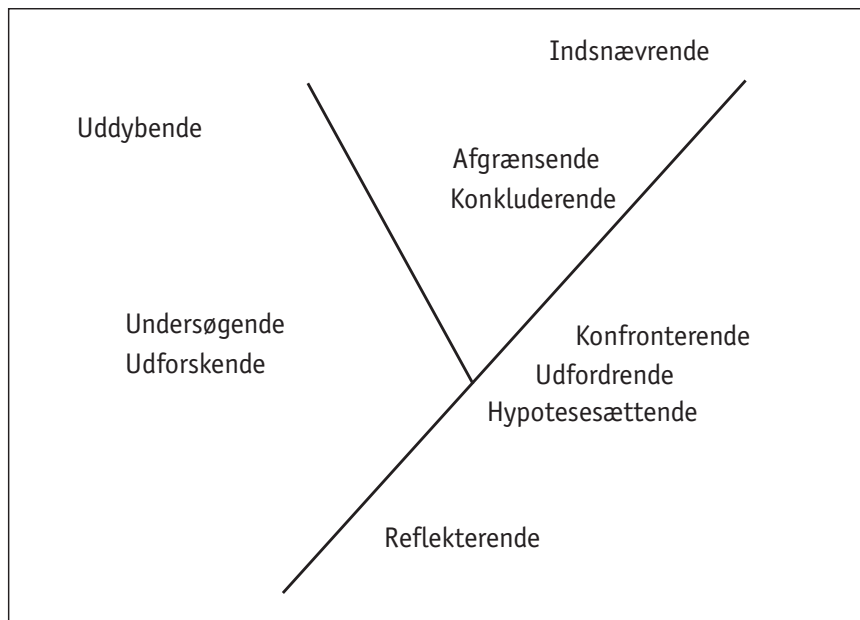 Indsnævrende
Uddybende
Afgrænsende
Konkluderende
Undersøgende
Udforskende
Konfronterende
Udfordrende
Hypotesesættende
Reflekterende